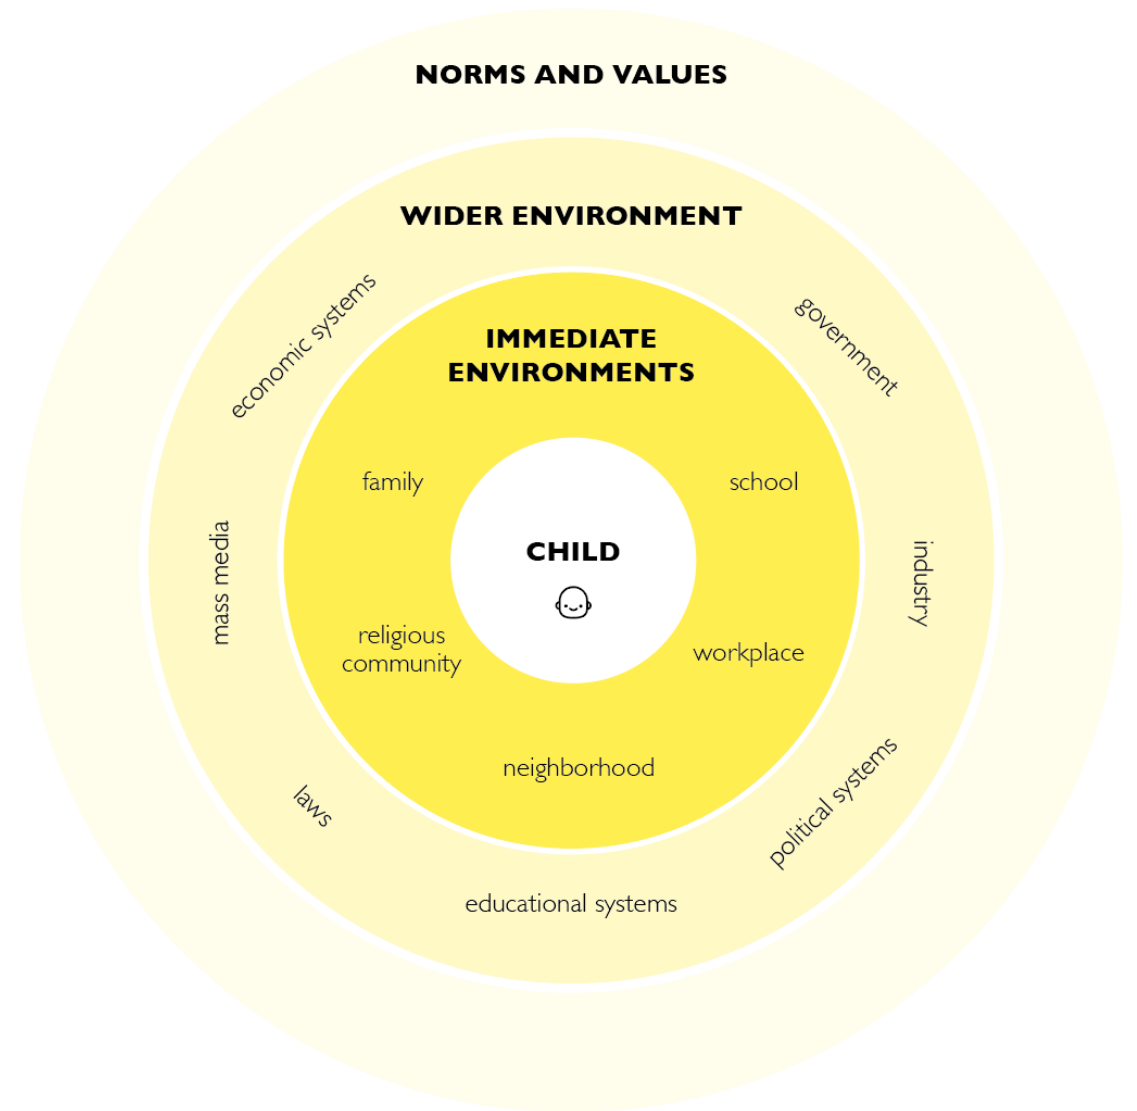 NORMS AND VALUES
WIDER ENVIRONMENT
economic systems
government
IMMEDIATE
ENVIRONMENTS
family
school
CHILD
mass media
industry
religious
community
workplace
neighborhood
laws
political systems
educational systems